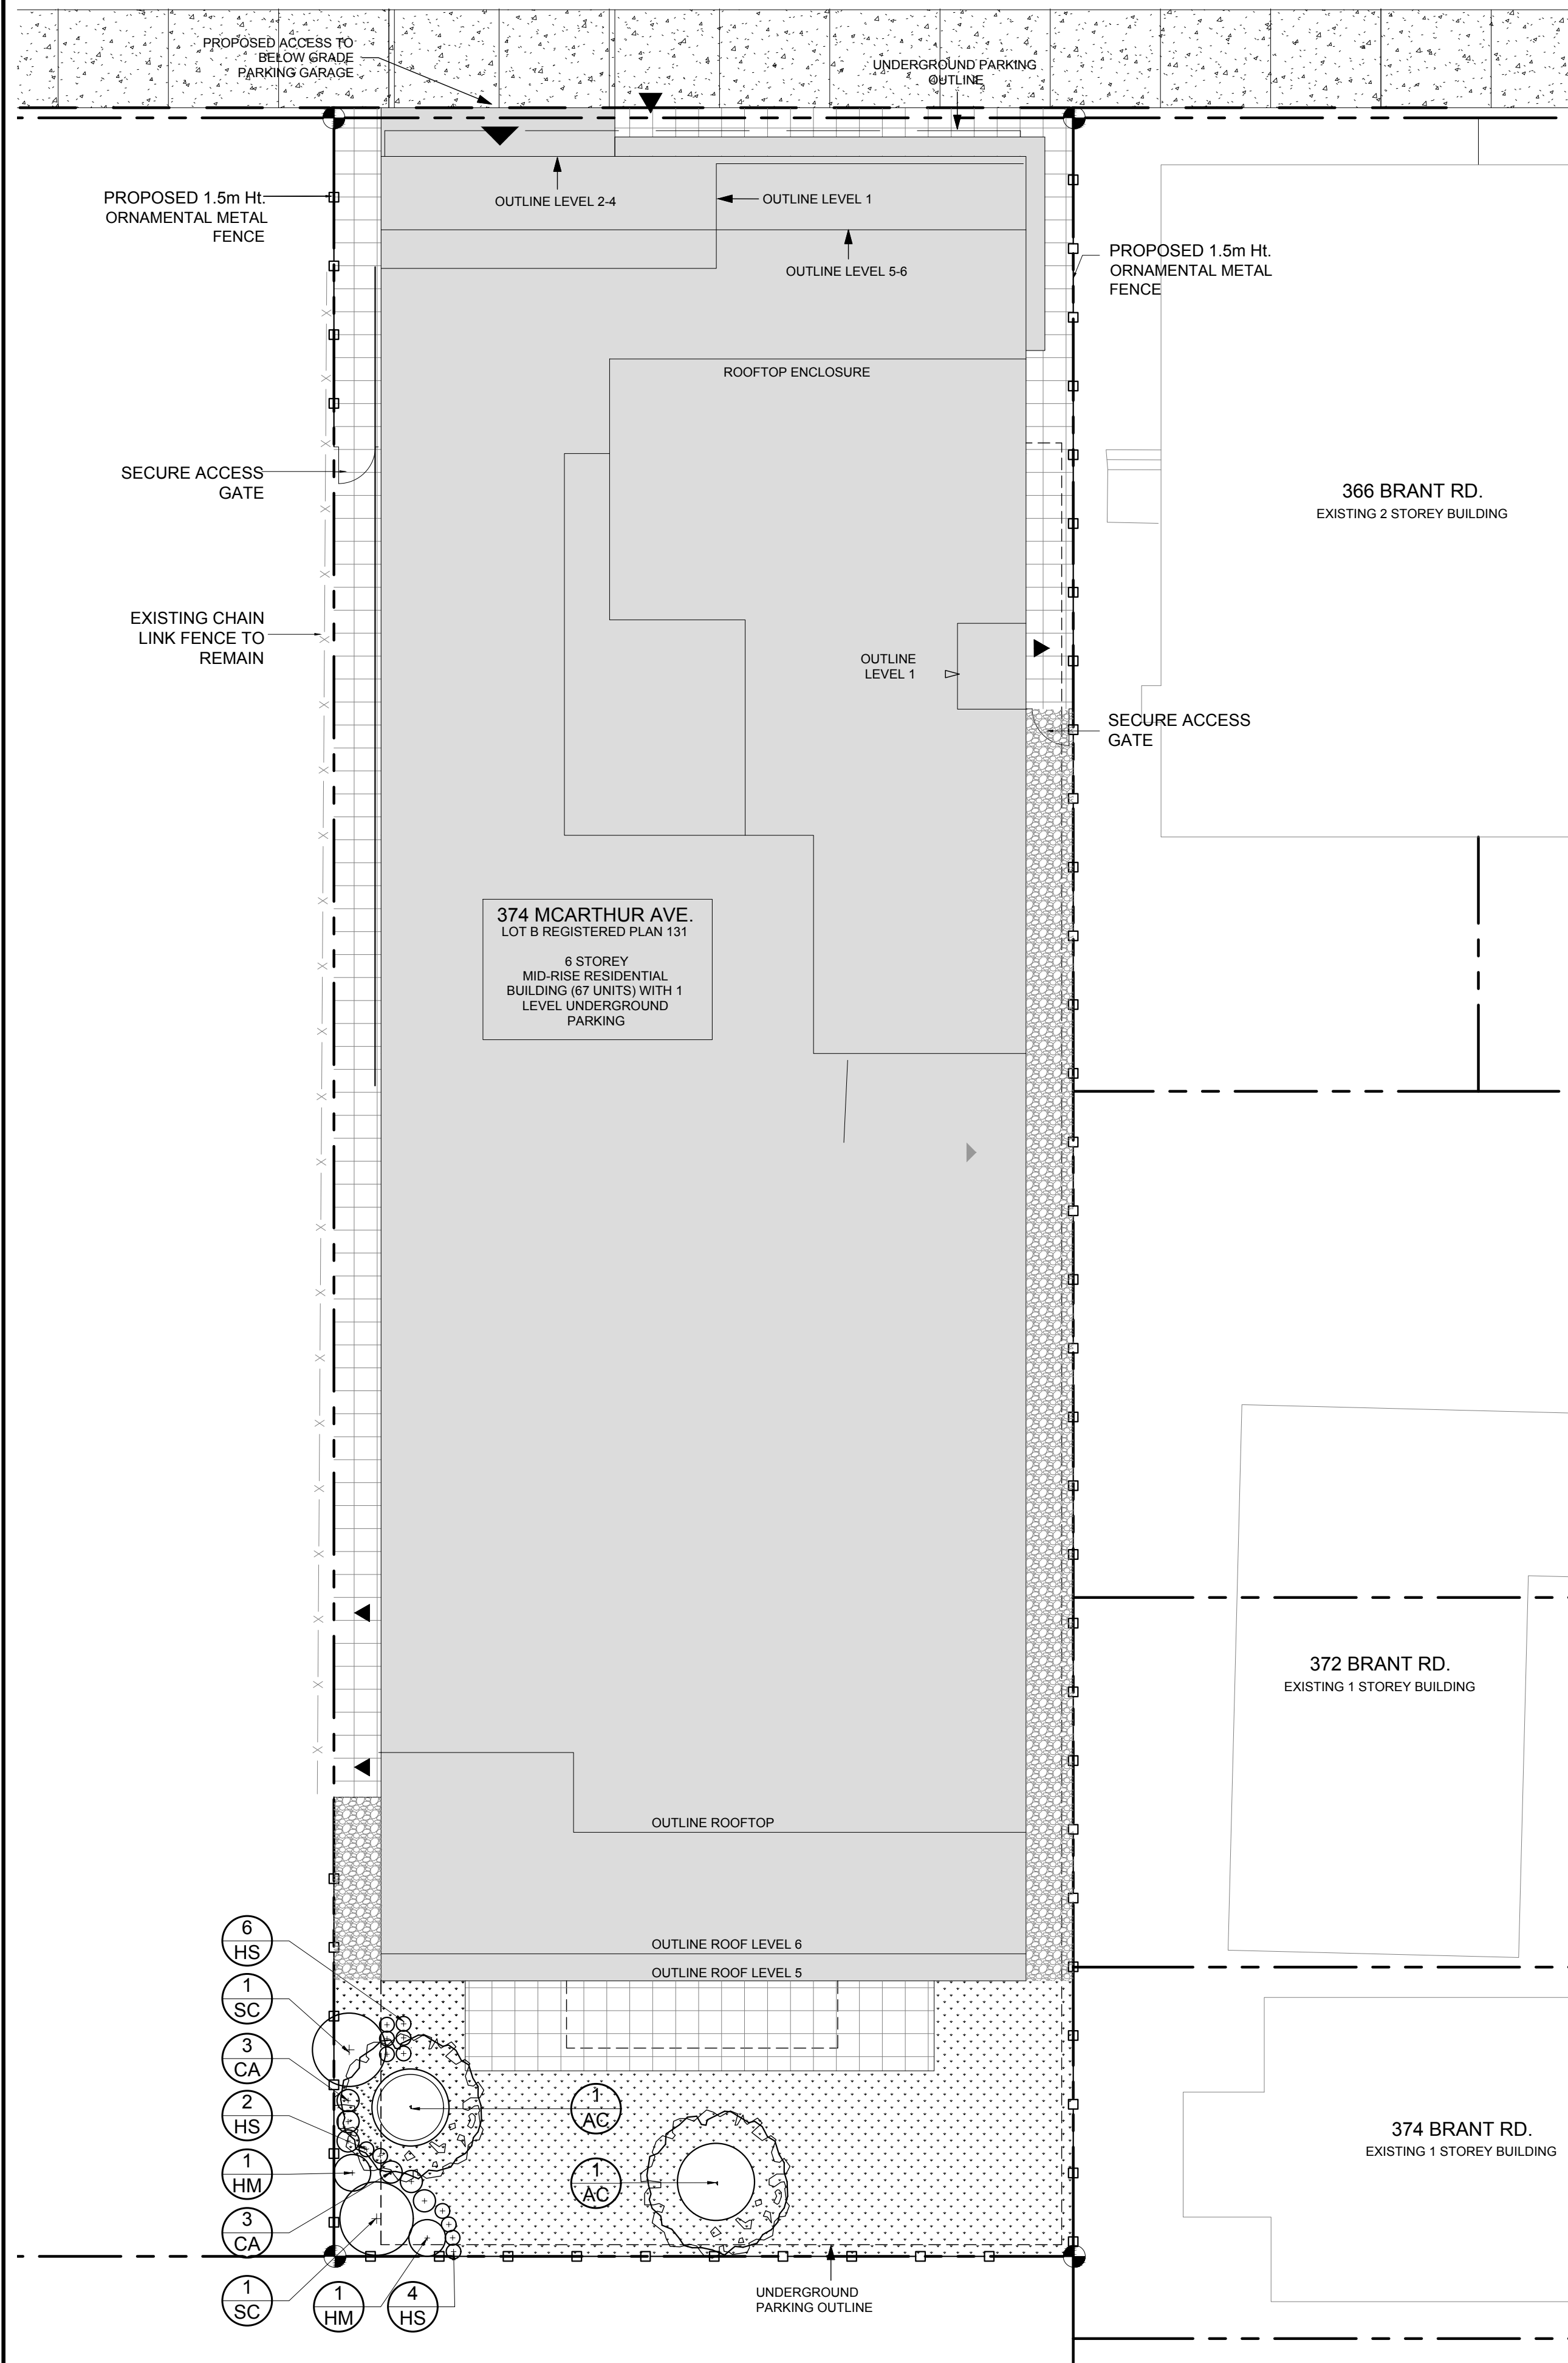 PROPOSED ACCESS TO
BELOW GRADE
PARKING GARAGE
UNDERGROUND PARKING
OUTLINE
PROPOSED 1.5m Ht.
ORNAMENTAL METAL
FENCE
OUTLINE LEVEL 2-4
OUTLINE LEVEL 1
OUTLINE LEVEL 5-6
PROPOSED 1.5m Ht.
ORNAMENTAL METAL
FENCE
ROOFTOP ENCLOSURE
SECURE ACCESS
GATE
366 BRANT RD.
EXISTING 2 STOREY BUILDING
EXISTING CHAIN
LINK FENCE TO
REMAIN
OUTLINE
LEVEL 1
SECURE ACCESS
GATE
374 MCARTHUR AVE.
LOT B REGISTERED PLAN 131
6 STOREY
MID-RISE RESIDENTIAL
BUILDING (67 UNITS) WITH 1
LEVEL UNDERGROUND
PARKING
372 BRANT RD.
EXISTING 1 STOREY BUILDING
OUTLINE ROOFTOP
OUTLINE ROOF LEVEL 6
OUTLINE ROOF LEVEL 5
6
HS
1
SC
3
CA
2
HS
1
HM
3
CA
1
SC
1
HM
4
HS
1
AC
1
AC
374 BRANT RD.
EXISTING 1 STOREY BUILDING
UNDERGROUND
PARKING OUTLINE